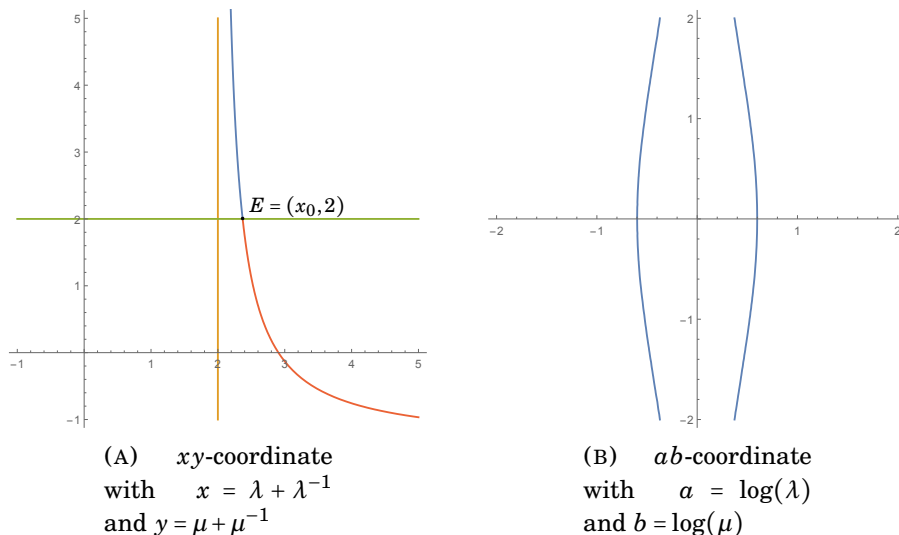 5
4
3
E = (x₀,2)
2
1
−1 1 2 3 4 5
−1
2
1
−2 −1 1 2
−1
−2
(A) xy-coordinate
with x = λ + λ⁻¹
and y = μ + μ⁻¹
(B) ab-coordinate
with a = log(λ)
and b = log(μ)